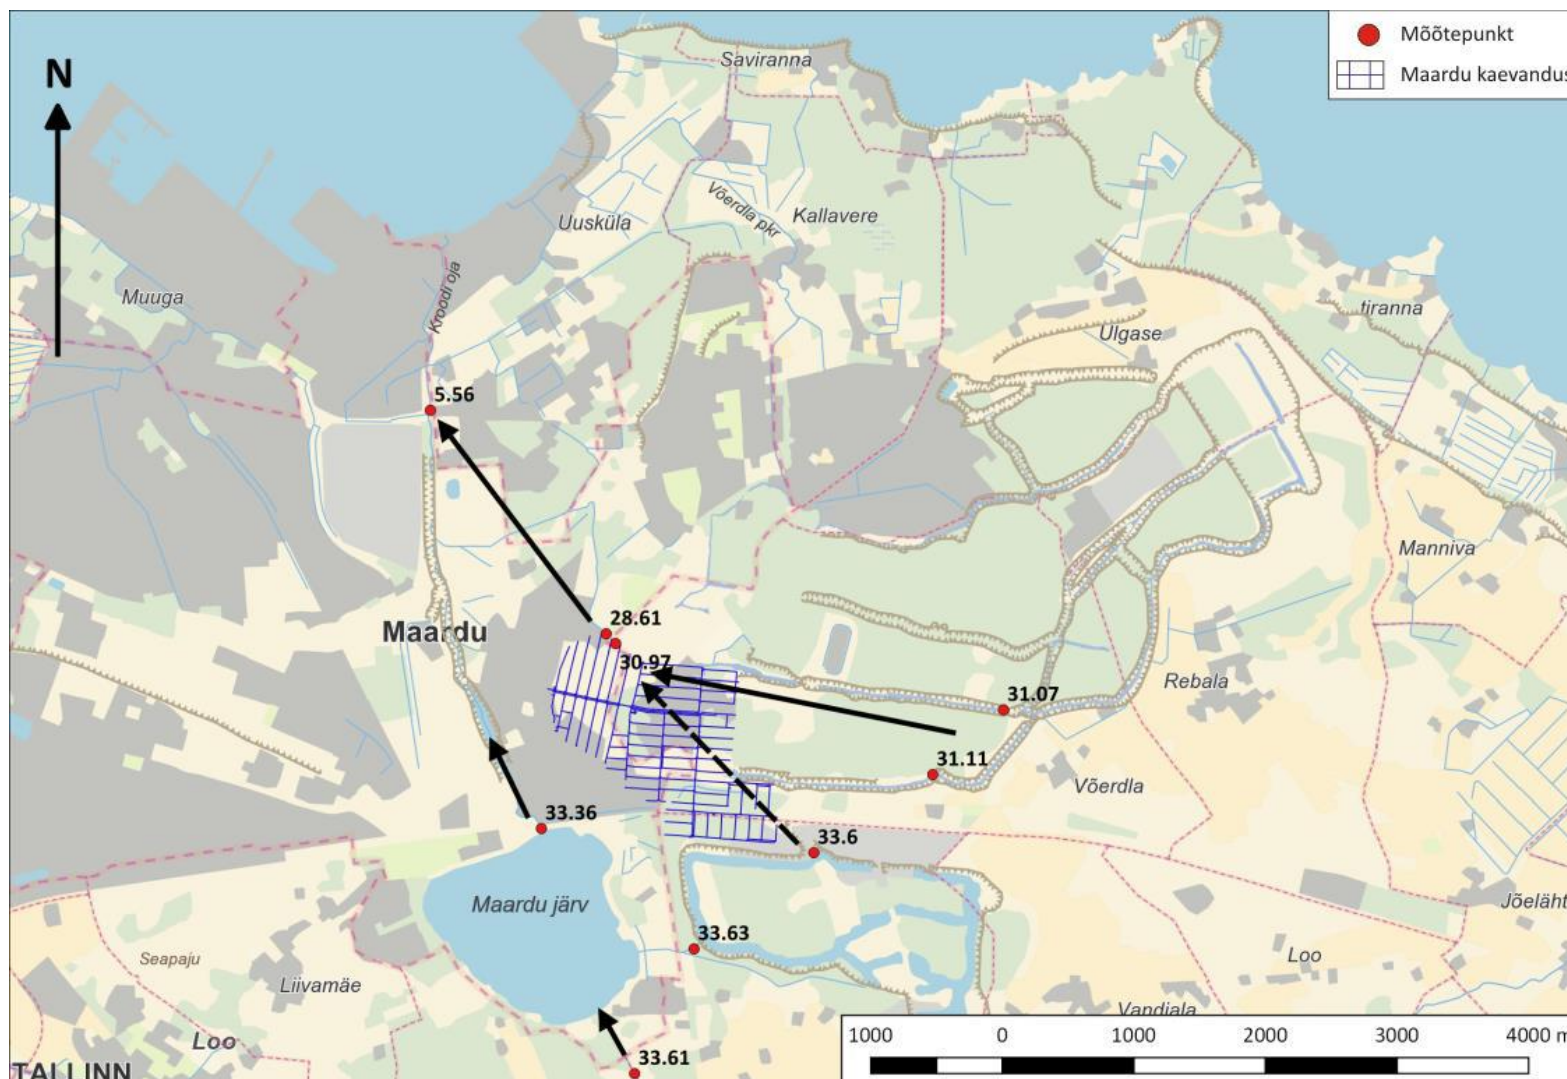 Mõõtepunkt
Maardu kaevandus
N
Saviranna
Võerdla pkr
Kallavere
Uusküla
Kroodi oja
Muuga
tiranna
Ülgase
5.56
Manniva
28.61
Maardu
30.97
31.07
Rebala
31.11
Võerdla
33.36
33.6
Maardu järv
Jõeläht
33.63
Seapaju
Loo
Liivamäe
Vandjala
Loo
33.61
TALLINN
1000 0 1000 2000 3000 4000 m